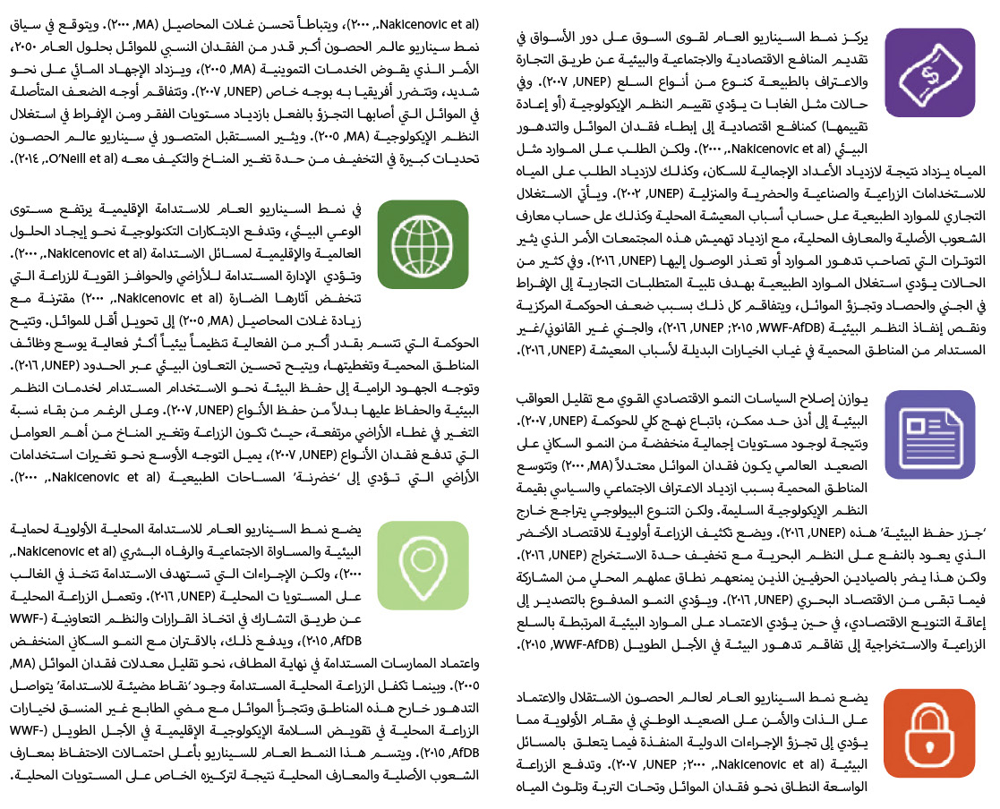 يركز نمط السيناريو العام لقوى السوق على دور الأسواق في
تقديم المنافع الاقتصادية والاجتماعية والبيئية عن طريق التجارة
والاعتراف بالطبيعة كنوع من أنواع السلع (UNEP, ٢٠٠٧). وفي
حالات مثل الغابا ت يؤدي تقييم النظم الإيكولوجية (أو إعادة
تقييمها) كمنافع اقتصادية إلى إبطاء فقدان الموائل والتدهور
البيئي (Nakicenovic et al., ٢٠٠٠). ولكن الطلب على الموارد مثل
المياه يزداد نتيجة لازدياد الأعداد الإجمالية للسكان، وكذلك لازدياد الطلب على المياه
للاستخدامات الزراعية والصناعية والحضرية والمنزلية (UNEP, ٢٠٠٢). ويأتي الاستغلال
التجاري للموارد الطبيعية على حساب أسباب المعيشة المحلية وكذلك على حساب معارف
الشعوب الأصلية والمعارف المحلية، مع ازدياد تهميش هذه المجتمعات الأمر الذي يثير
التوترات التي تصاحب تدهور الموارد أو تعذر الوصول إليها (UNEP, ٢٠١٦). وفي كثير من
الحالات يؤدي استغلال الموارد الطبيعية بهدف تلبية المتطلبات التجارية إلى الإفراط
في الجني والحصاد وتجزؤ الموائل، ويتفاقم كل ذلك بسبب ضعف الحوكمة المركزية
ونقص إنفاذ النظم البيئية (WWF-AfDB, ٢٠١٥; UNEP, ٢٠١٦)، والجني غير القانوني/غير
المستدام من المناطق المحمية في غياب الخيارات البديلة لأسباب المعيشة (UNEP, ٢٠١٦).
يوازن إصلاح السياسات النمو الاقتصادي القوي مع تقليل العواقب
البيئية إلى أدنى حد ممكن، باتباع نهج كلي للحوكمة (UNEP, ٢٠٠٧).
ونتيجة لوجود مستويات إجمالية منخفضة من النمو السكاني على
الصعيد العالمي يكون فقدان الموائل معتدلاً (MA, ٢٠٠٠) وتتوسع
المناطق المحمية بسبب ازدياد الاعتراف الاجتماعي والسياسي بقيمة
النظم الإيكولوجية السليمة. ولكن التنوع البيولوجي يتراجع خارج
’جزر حفظ البيئية‘ هذه (UNEP, ٢٠١٦). ويضع تكثيف الزراعة أولوية للاقتصاد الأخضر
الذي يعود بالنفع على النظم البحرية مع تخفيف حدة الاستخراج (UNEP, ٢٠١٦).
ولكن هذا يضر بالصيادين الحرفيين الذين يمنعهم نطاق عملهم المحلي من المشاركة
فيما تبقى من الاقتصاد البحري (UNEP, ٢٠١٦). ويؤدي النمو المدفوع بالتصدير إلى
إعاقة التنويع الاقتصادي، في حين يؤدي الاعتماد على الموارد البيئية المرتبطة بالسلع
الزراعية والاستخراجية إلى تفاقم تدهور البيئة في الأجل الطويل (WWF-AfDB, ٢٠١٥).
يضع نمط السيناريو العام لعالم الحصون الاستقلال والاعتماد
على الذات والأمن على الصعيد الوطني في مقام الأولوية مما
يؤدي إلى تجزؤ الإجراءات الدولية المنفذة فيما يتعلق بالمسائل
البيئية (Nakicenovic et al., ٢٠٠٠; UNEP, ٢٠٠٧). وتدفع الزراعة
الواسعة النطاق نحو فقدان الموائل وتحات التربة وتلوث المياه
(Nakicenovic et al., ٢٠٠٠)، ويتباطأ تحسن غلات المحاصيل (MA, ٢٠٠٠). ويتوقع في سياق
نمط سيناريو عالم الحصون أكبر قدر من الفقدان النسبي للموائل بحلول العام ٢٠٥٠،
الأمر الذي يقوض الخدمات التموينية (MA, ٢٠٠٥)، ويزداد الإجهاد المائي على نحو
شديد، وتتضرر أفريقيا به بوجه خاص (UNEP, ٢٠٠٧). وتتفاقم أوجه الضعف المتأصلة
في الموائل التي أصابها التجزؤ بالفعل بازدياد مستويات الفقر ومن الإفراط في استغلال
النظم الإيكولوجية (MA, ٢٠٠٥). ويثير المستقبل المتصور في سيناريو عالم الحصون
تحديات كبيرة في التخفيف من حدة تغير المناخ والتكيف معه (O’Neill et al., ٢٠١٤).
في نمط السيناريو العام للاستدامة الإقليمية يرتفع مستوى
الوعي البيئي، وتدفع الابتكارات التكنولوجية نحو إيجاد الحلول
العالمية والإقليمية لمسائل الاستدامة (Nakicenovic et al., ٢٠٠٠).
وتؤدي الإدارة المستدامة للأراضي والحوافز القوية للزراعة التي
تنخفض آثارها الضارة (Nakicenovic et al., ٢٠٠٠) مقترنة مع
زيادة غلات المحاصيل (MA, ٢٠٠٥) إلى تحويل أقل للموائل. وتتيح
الحوكمة التي تتسم بقدر أكبر من الفعالية تنظيماً بيئياً أكثر فعالية يوسع وظائف
المناطق المحمية وتغطيتها، ويتيح تحسين التعاون البيئي عبر الحدود (UNEP, ٢٠١٦).
وتوجه الجهود الرامية إلى حفظ البيئة نحو الاستخدام المستدام لخدمات النظم
البيئية والحفاظ عليها بدلاً من حفظ الأنواع (UNEP, ٢٠٠٧). وعلى الرغم من بقاء نسبة
التغير في غطاء الأراضي مرتفعة، حيث تكون الزراعة وتغير المناخ من أهم العوامل
التي تدفع فقدان الأنواع (UNEP, ٢٠٠٧)، يميل التوجه الأوسع نحو تغيرات استخدامات
الأراضي التي تؤدي إلى ’خضرنة‘ المساحات الطبيعية (Nakicenovic et al., ٢٠٠٠).
يضع نمط السيناريو العام للاستدامة المحلية الأولوية لحماية
البيئية والمساواة الاجتماعية والرفاه البشري (Nakicenovic et al.,
٢٠٠٠)، ولكن الإجراءات التي تستهدف الاستدامة تتخذ في الغالب
على المستويا ت المحلية (UNEP, ٢٠١٦). وتعمل الزراعة المحلية
عن طريق التشارك في اتخاذ القرارات والنظم التعاونية (WWF-
AfDB, ٢٠١٥)، ويدفع ذلك، بالاقتران مع النمو السكاني المنخفض
واعتماد الممارسات المستدامة في نهاية المطاف، نحو تقليل معدلات فقدان الموائل (MA,
٢٠٠٥). وبينما تكفل الزراعة المحلية المستدامة وجود ’نقاط مضيئة للاستدامة‘ يتواصل
التدهور خارج هذه المناطق وتتجزأ الموائل مع مضي الطابع غير المنسق لخيارات
الزراعة المحلية في تقويض السلامة الإيكولوجية الإقليمية في الأجل الطويل (WWF-
AfDB, ٢٠١٥). ويتسم هذا النمط العام للسيناريو بأعلى احتمالات الاحتفاظ بمعارف
الشعوب الأصلية والمعارف المحلية نتيجة لتركيزه الخاص على المستويات المحلية.